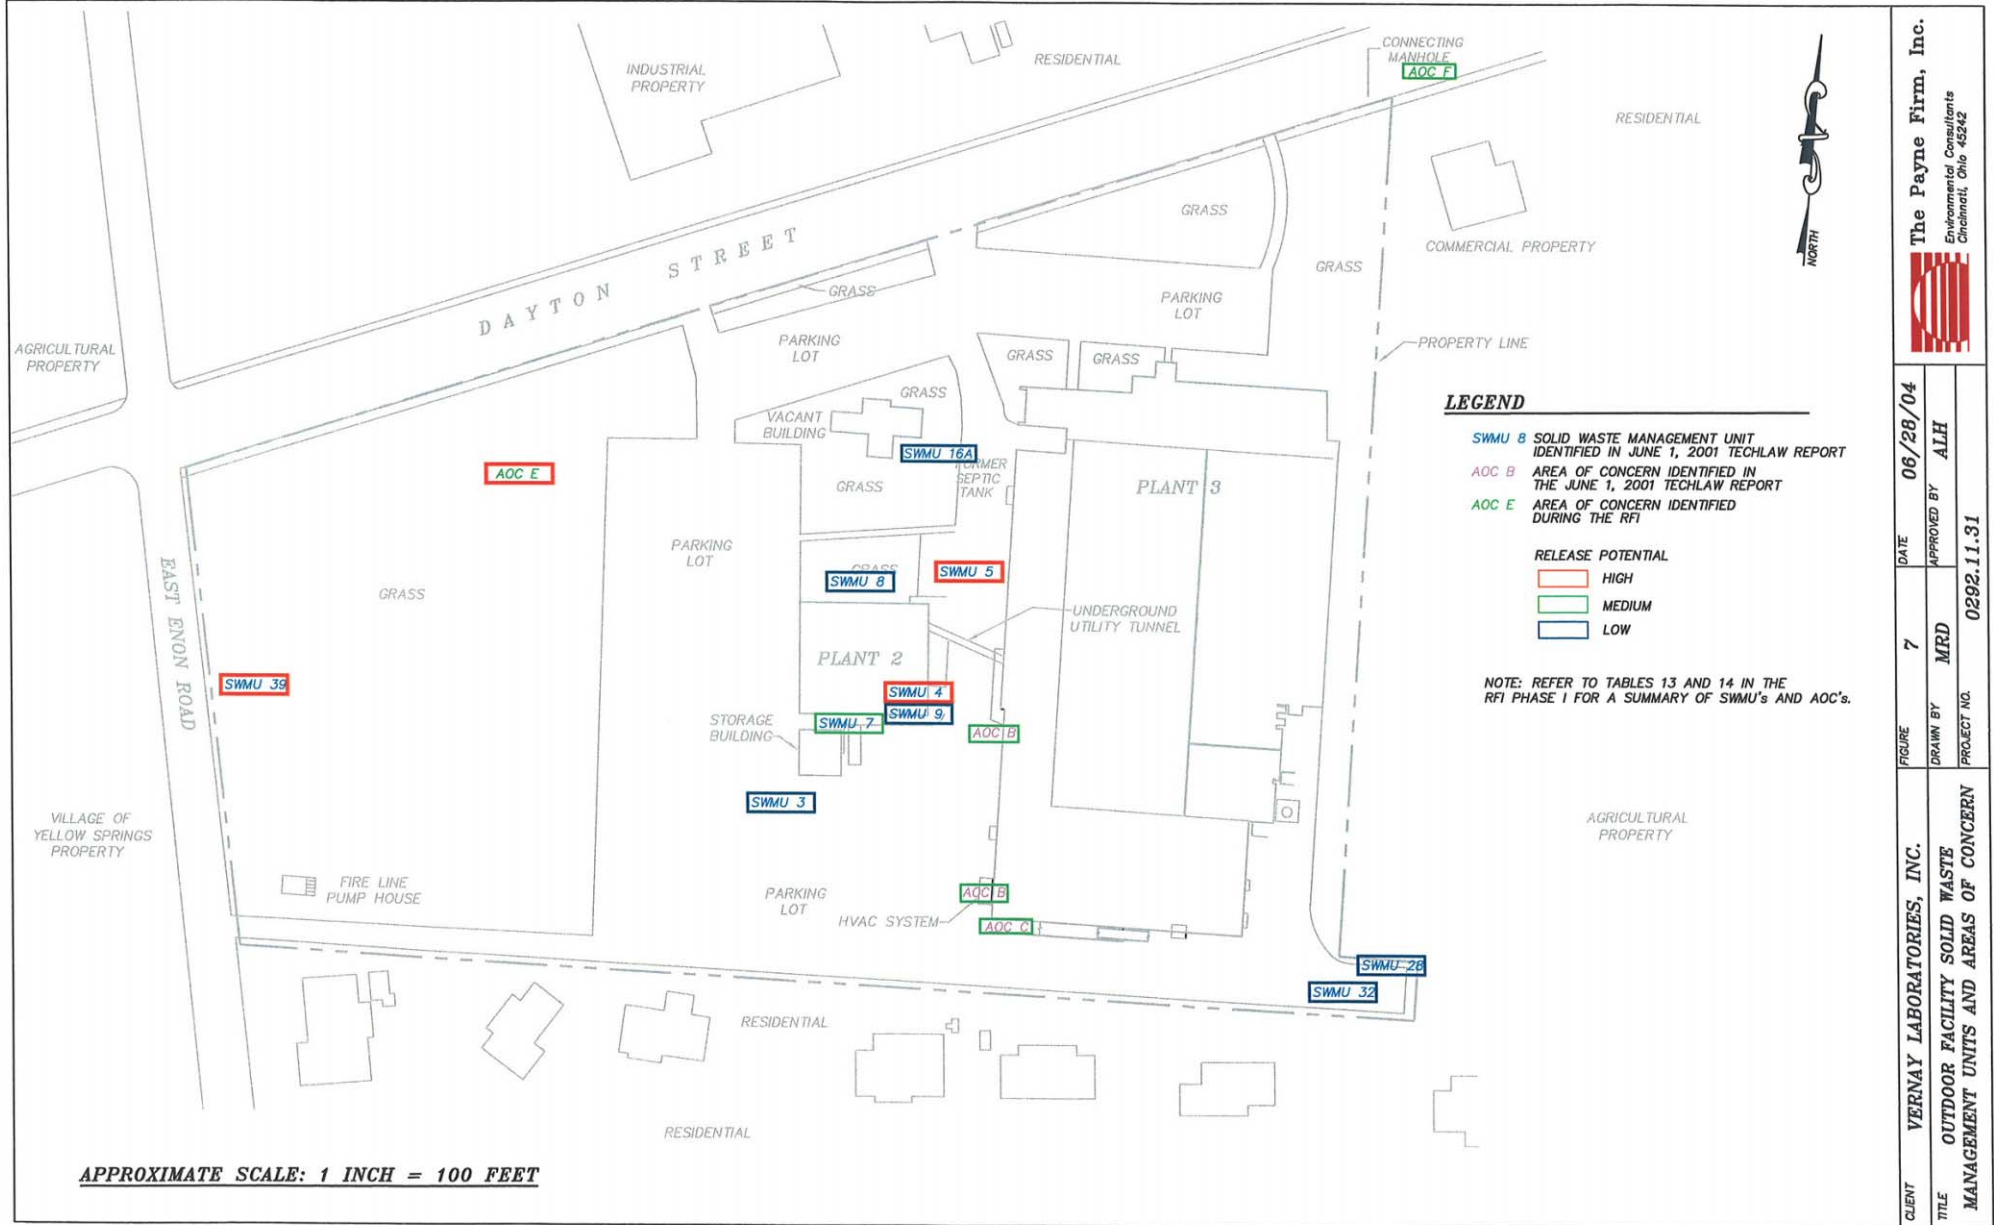 INDUSTRIAL
PROPERTY
RESIDENTIAL
CONNECTING
MANHOLE
AOC F
RESIDENTIAL
GRASS
COMMERCIAL PROPERTY
GRASS
DAYTON STREET
GRASS
PARKING
LOT
PARKING
LOT
GRASS
GRASS
PROPERTY LINE
AGRICULTURAL
PROPERTY
GRASS
VACANT
BUILDING
SWMU 16A
FORMER
SEPTIC
TANK
AOC E
GRASS
PLANT 3
PARKING
LOT
GRASS
SWMU 8
SWMU 5
GRASS
EAST ENON ROAD
UNDERGROUND
UTILITY TUNNEL
PLANT 2
SWMU 39
SWMU 4
SWMU 9
SWMU 7
STORAGE
BUILDING
AOC B
SWMU 3
VILLAGE OF
YELLOW SPRINGS
PROPERTY
AGRICULTURAL
PROPERTY
FIRE LINE
PUMP HOUSE
PARKING
LOT
AOC B
HVAC SYSTEM
AOC C
SWMU 28
SWMU 32
RESIDENTIAL
RESIDENTIAL
APPROXIMATE SCALE: 1 INCH = 100 FEET
NORTH
LEGEND
SWMU 8 SOLID WASTE MANAGEMENT UNIT
IDENTIFIED IN JUNE 1, 2001 TECHLAW REPORT
AOC B AREA OF CONCERN IDENTIFIED IN
THE JUNE 1, 2001 TECHLAW REPORT
AOC E AREA OF CONCERN IDENTIFIED
DURING THE RFI
RELEASE POTENTIAL
HIGH
MEDIUM
LOW
NOTE: REFER TO TABLES 13 AND 14 IN THE
RFI PHASE I FOR A SUMMARY OF SWMU's AND AOC's.
The Payne Firm, Inc.
Environmental Consultants
Cincinnati, Ohio 45242
DATE 06/28/04
APPROVED BY ALH
FIGURE 7
DRAWN BY MRD
PROJECT NO. 0292.11.31
CLIENT VERNAY LABORATORIES, INC.
TITLE OUTDOOR FACILITY SOLID WASTE
MANAGEMENT UNITS AND AREAS OF CONCERN